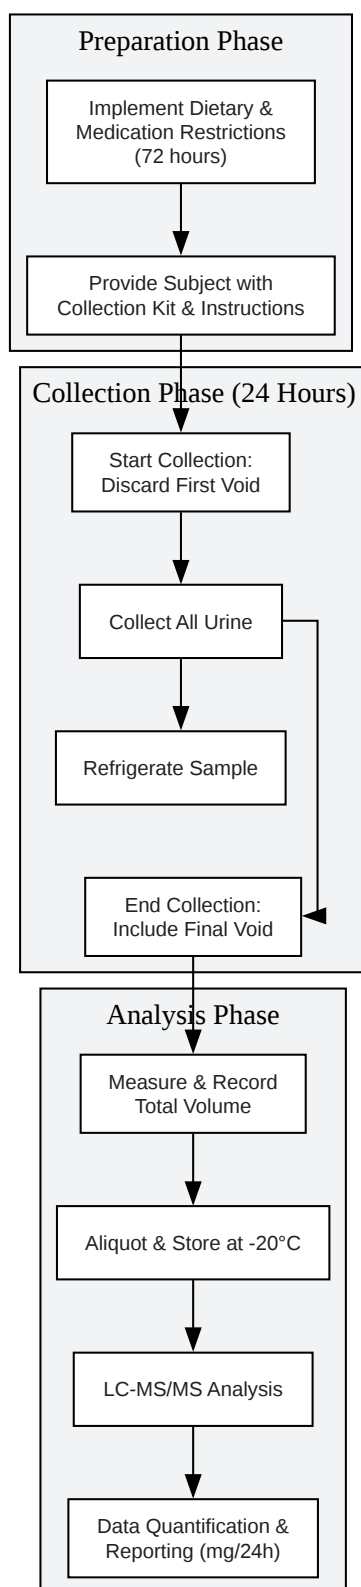 Preparation Phase
Implement Dietary &
Medication Restrictions
(72 hours)
Provide Subject with
Collection Kit & Instructions
Collection Phase (24 Hours)
Start Collection:
Discard First Void
Collect All Urine
Refrigerate Sample
End Collection:
Include Final Void
Analysis Phase
Measure & Record
Total Volume
Aliquot & Store at -20°C
LC-MS/MS Analysis
Data Quantification &
Reporting (mg/24h)